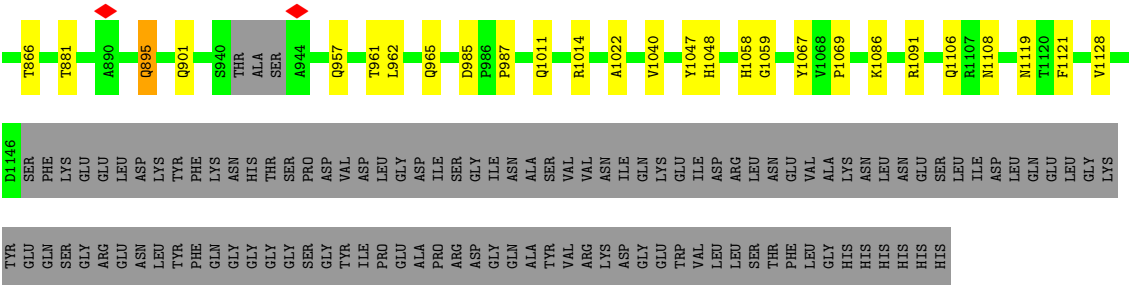 T866 T881 A890 Q895 Q901 S940 THR ALA SER A944 Q957 T961 L962 Q965 D985 P986 P987 Q1011 R1014 A1022 V1040 Y1047 H1048 H1058 G1059 Y1067 V1068 P1069 K1086 R1091 Q1106 R1107 N1108 N1119 T1120 F1121 V1128
D1146 SER PHE LYS GLU GLU LEU ASP LYS TYR PHE LYS ASN HIS THR SER PRO ASP VAL ASP LEU GLY ASP ILE SER GLY ILE ASN ALA SER VAL VAL ASN ILE GLN LYS GLU ILE ASP ARG LEU ASN GLU VAL ALA LYS ASN LEU ASN GLU SER LEU ILE ASP LEU GLN GLU LEU GLY LYS
TYR GLU GLN SER GLY ARG GLU ASN LEU TYR PHE GLN GLY GLY GLY GLY SER GLY TYR ILE PRO GLU ALA PRO ARG ASP GLY GLN ALA TYR VAL ARG LYS ASP GLY GLU TRP VAL LEU LEU SER THR PHE LEU GLY HIS HIS HIS HIS HIS HIS